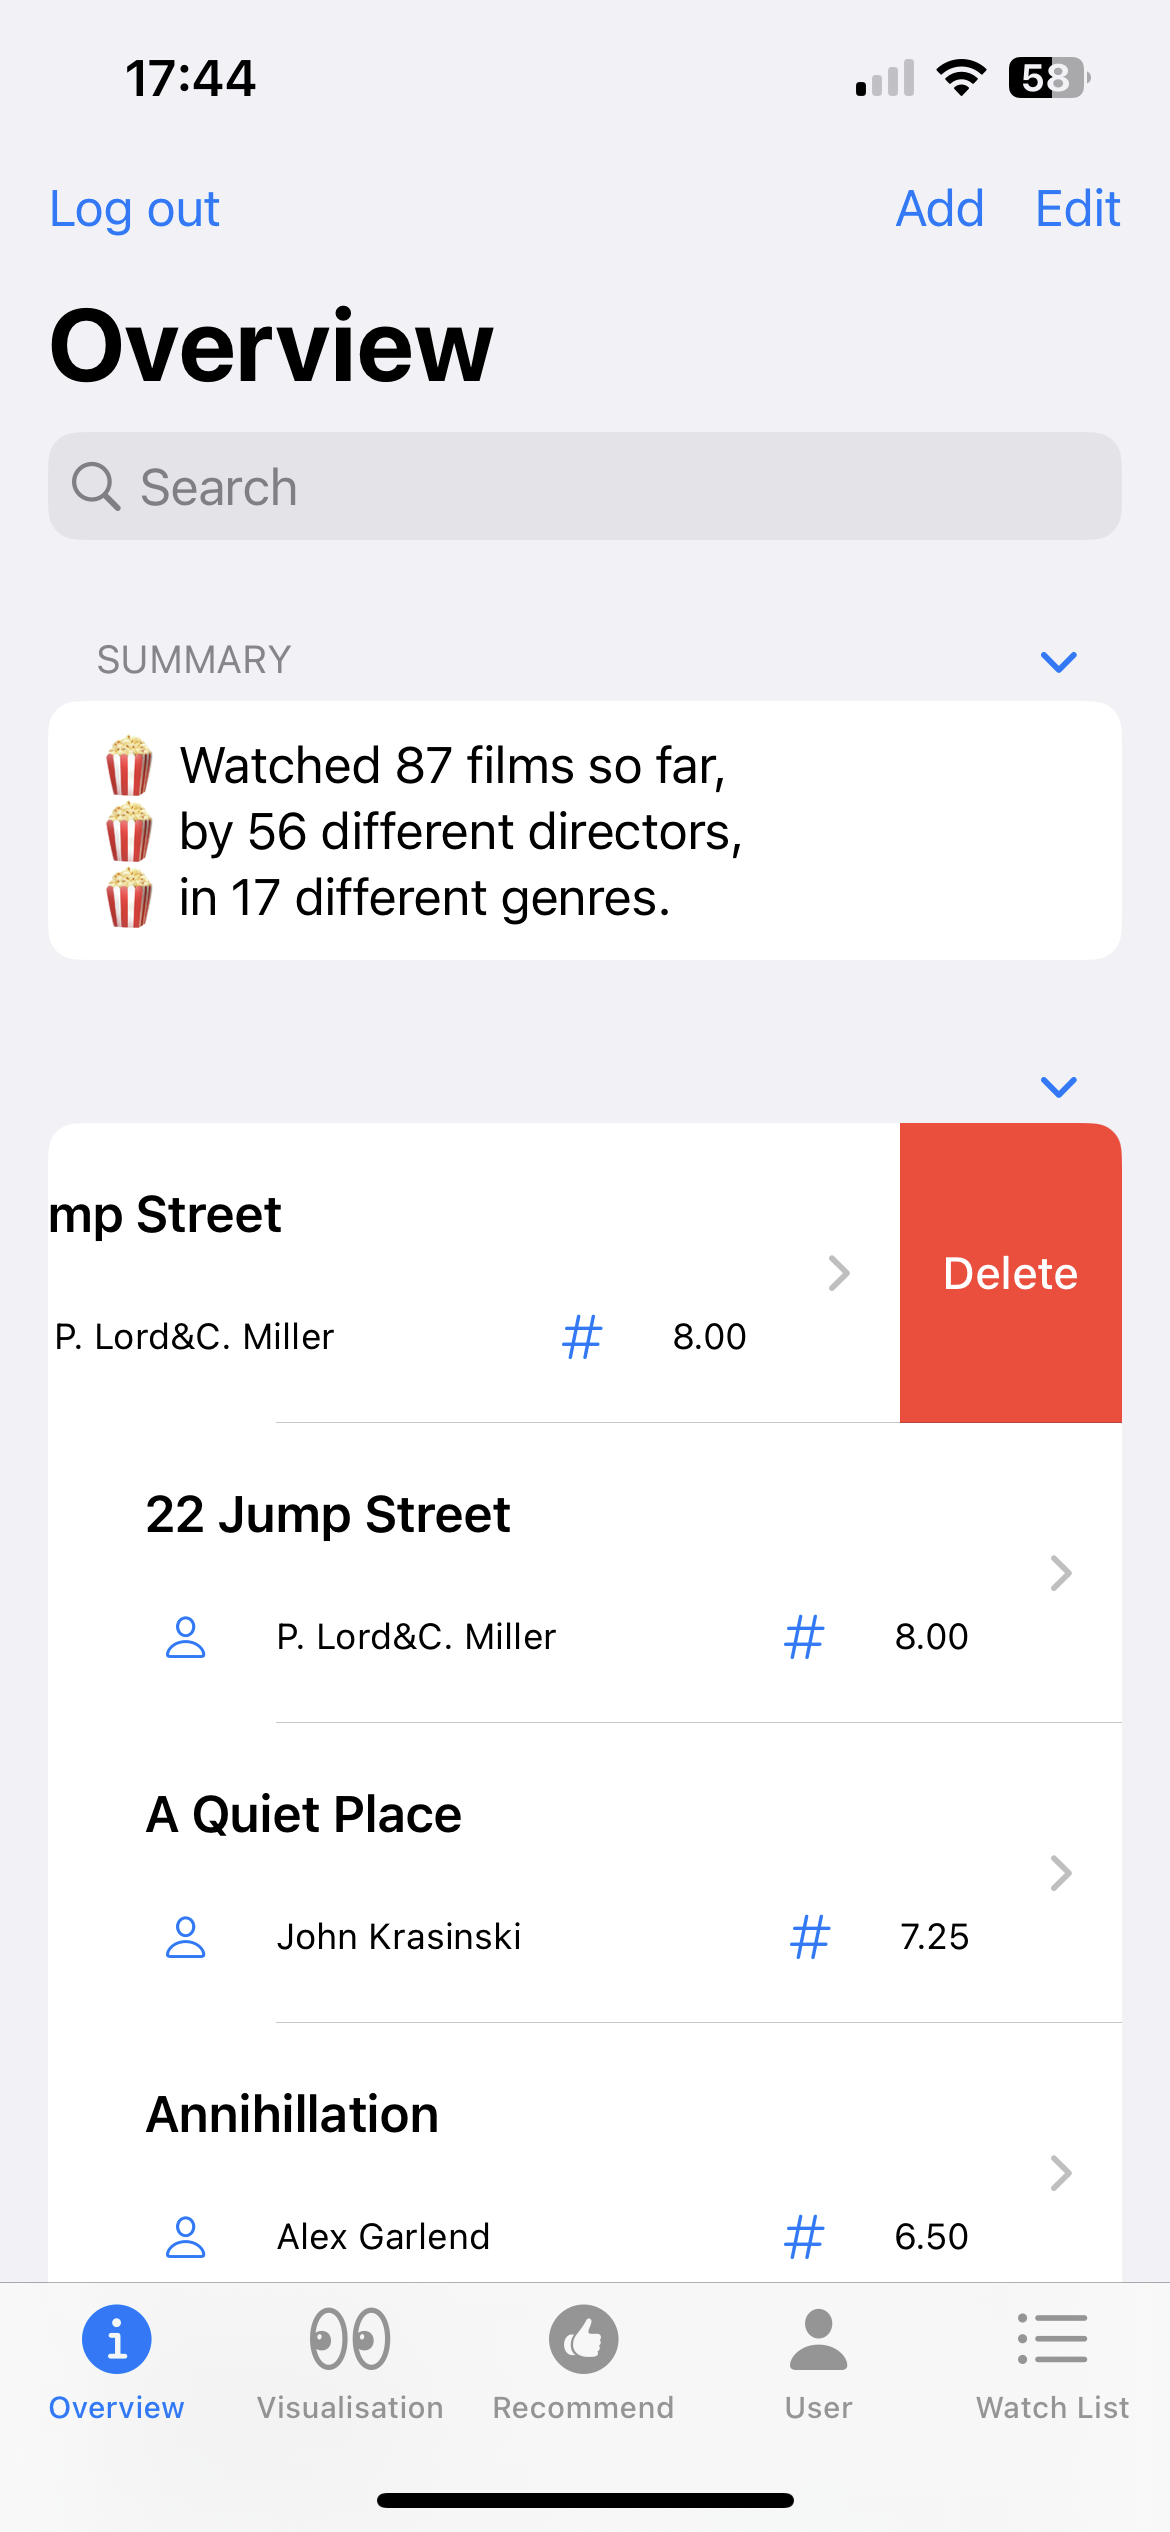 17:44
58
Log out
Add Edit
Overview
Search
SUMMARY
Watched 87 films so far,
by 56 different directors,
in 17 different genres.
mp Street
Delete
P. Lord&C. Miller # 8.00
22 Jump Street
P. Lord&C. Miller # 8.00
A Quiet Place
John Krasinski # 7.25
Annihillation
Alex Garlend # 6.50
Overview Visualisation Recommend User Watch List